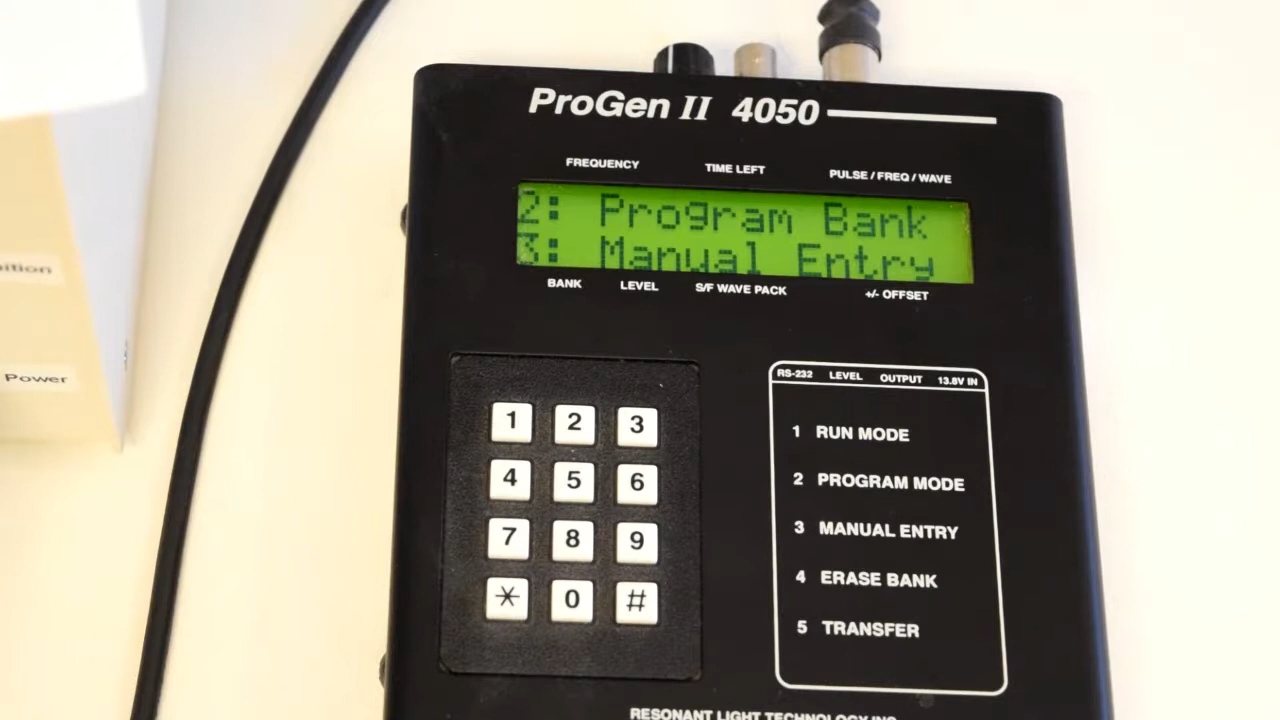 ProGen II 4050
FREQUENCY TIME LEFT PULSE / FREQ / WAVE
2: Program Bank
3: Manual Entry
BANK LEVEL S/F WAVE PACK +/- OFFSET
RS-232 LEVEL OUTPUT 13.8V IN
1 RUN MODE
2 PROGRAM MODE
3 MANUAL ENTRY
4 ERASE BANK
5 TRANSFER
1 2 3
4 5 6
7 8 9
* 0 #
Power
RESONANT LIGHT TECHNOLOGY INC